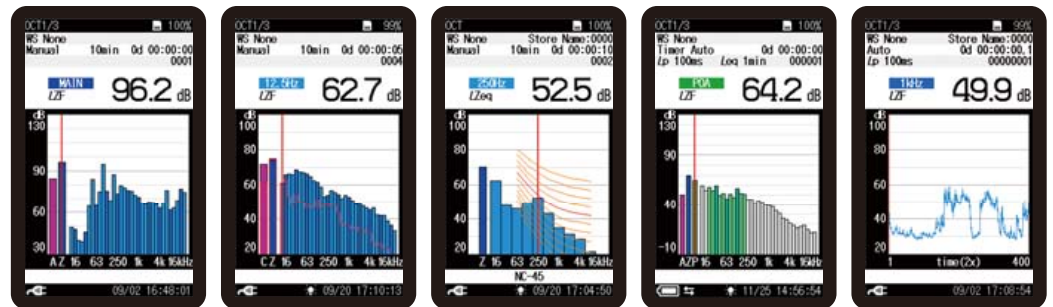 OCT1/3 100%
WS None
Manual 10min 0d 00:00:00
0001
MAIN
LZF 96.2 dB
dB
130
90
60
30
A Z 16 63 250 1k 4k 16kHz
09/02 16:48:01
OCT1/3 99%
WS None
Manual 10min 0d 00:00:05
0004
12.5Hz
LZF 62.7 dB
dB
100
80
60
40
20
C Z 16 63 250 1k 4k 16kHz
09/20 17:10:13
OCT 100%
WS None Store Name:0000
Manual 10min 0d 00:00:10
0002
250Hz
LZeq 52.5 dB
dB
100
80
60
40
20
Z 16 63 250 1k 4k 16kHz
NC-45
09/20 17:04:50
OCT1/3 100%
WS None
Timer Auto 0d 00:00:00
Lp 100ms Leq 1min 000001
POA
LZF 64.2 dB
dB
130
90
40
-10
AZP 16 63 250 1k 4k 16kHz
11/25 14:56:54
OCT1/3 99%
WS None Store Name:0000
Auto 0d 00:00:00.1
Lp 100ms 00000001
1kHz
LZF 49.9 dB
dB
100
80
60
40
20
1 time(2x) 400
09/02 17:08:54